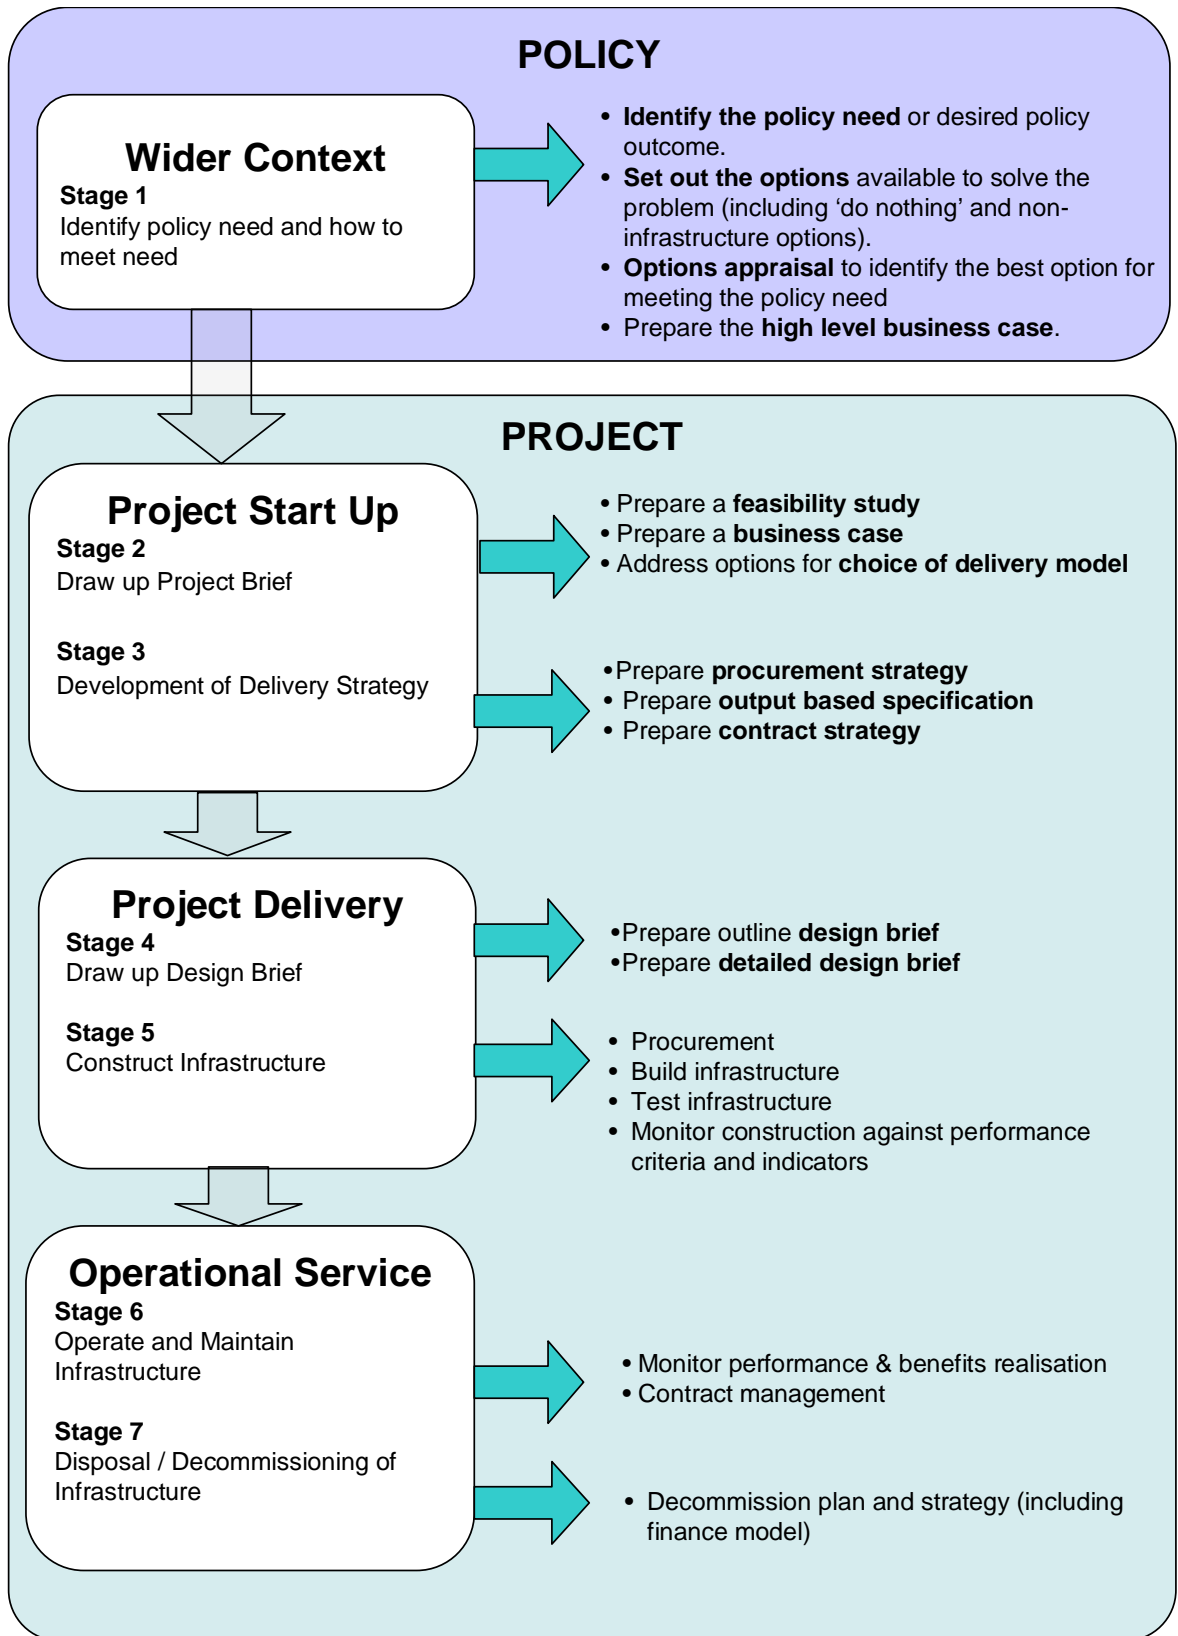 POLICY
Wider Context
Stage 1
Identify policy need and how to
meet need
• Identify the policy need or desired policy
outcome.
• Set out the options available to solve the
problem (including ‘do nothing’ and non-
infrastructure options).
• Options appraisal to identify the best option for
meeting the policy need
• Prepare the high level business case.
PROJECT
Project Start Up
Stage 2
Draw up Project Brief
• Prepare a feasibility study
• Prepare a business case
• Address options for choice of delivery model
Stage 3
Development of Delivery Strategy
•Prepare procurement strategy
• Prepare output based specification
• Prepare contract strategy
Project Delivery
Stage 4
Draw up Design Brief
•Prepare outline design brief
•Prepare detailed design brief
Stage 5
Construct Infrastructure
• Procurement
• Build infrastructure
• Test infrastructure
• Monitor construction against performance
criteria and indicators
Operational Service
Stage 6
Operate and Maintain
Infrastructure
• Monitor performance & benefits realisation
• Contract management
Stage 7
Disposal / Decommissioning of
Infrastructure
• Decommission plan and strategy (including
finance model)